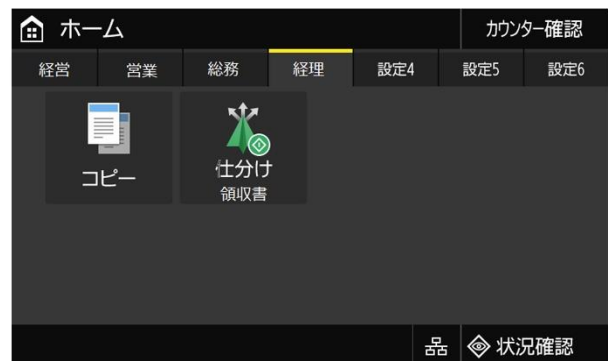 ホーム
カウンター確認
経営
営業
総務
経理
設定4
設定5
設定6
コピー
仕分け
領収書
状況確認